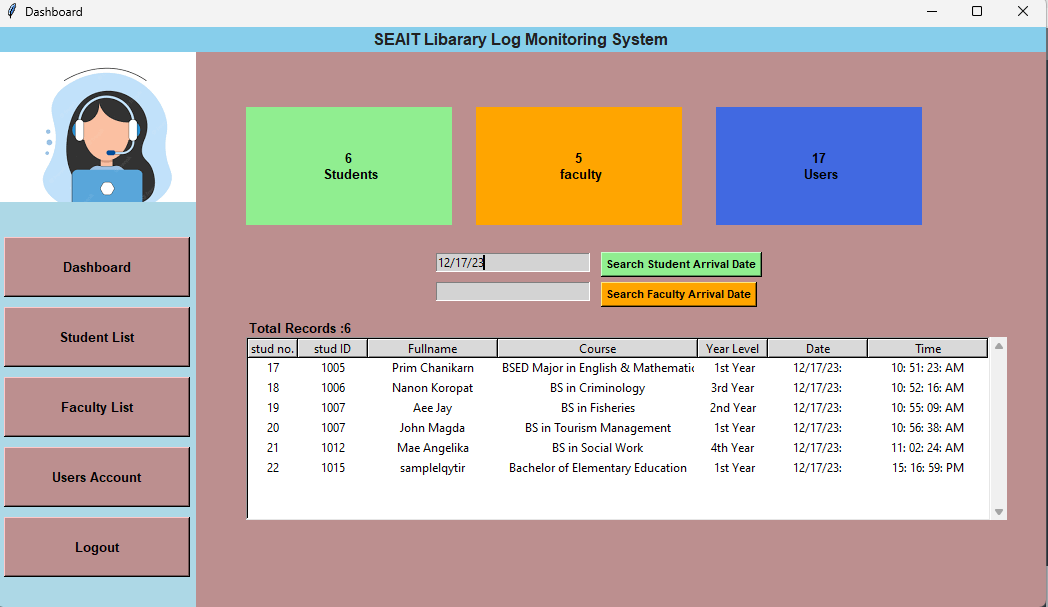 Dashboard
SEAIT Libarary Log Monitoring System
6
Students
5
faculty
17
Users
Dashboard
Student List
Faculty List
Users Account
Logout
12/17/23
Search Student Arrival Date
Search Faculty Arrival Date
Total Records :6
stud no. stud ID Fullname Course Year Level Date Time
17 1005 Prim Chanikarn BSED Major in English & Mathematic 1st Year 12/17/23: 10: 51: 23: AM
18 1006 Nanon Koropat BS in Criminology 3rd Year 12/17/23: 10: 52: 16: AM
19 1007 Aee Jay BS in Fisheries 2nd Year 12/17/23: 10: 55: 09: AM
20 1007 John Magda BS in Tourism Management 1st Year 12/17/23: 10: 56: 38: AM
21 1012 Mae Angelika BS in Social Work 4th Year 12/17/23: 11: 02: 24: AM
22 1015 samplelqytir Bachelor of Elementary Education 1st Year 12/17/23: 15: 16: 59: PM